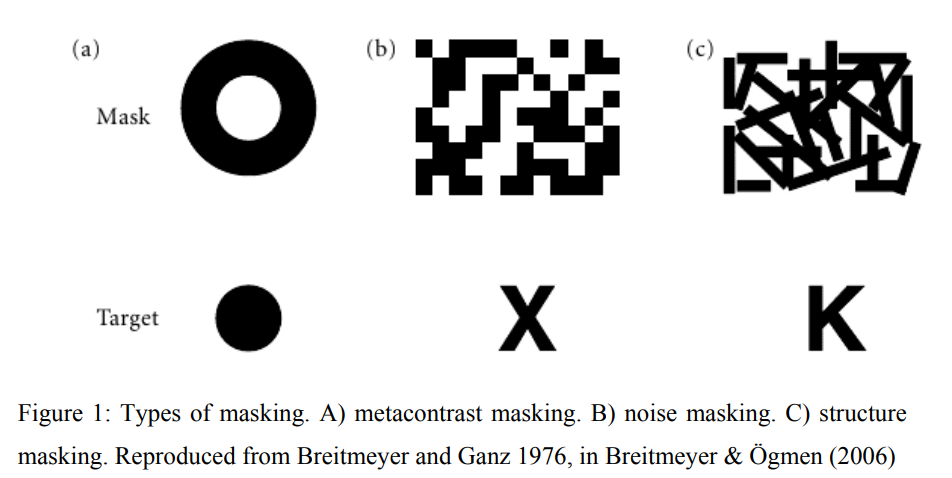 (a) (b) (c)
Mask
Target X K
Figure 1: Types of masking. A) metacontrast masking. B) noise masking. C) structure
masking. Reproduced from Breitmeyer and Ganz 1976, in Breitmeyer & Ögmen (2006)